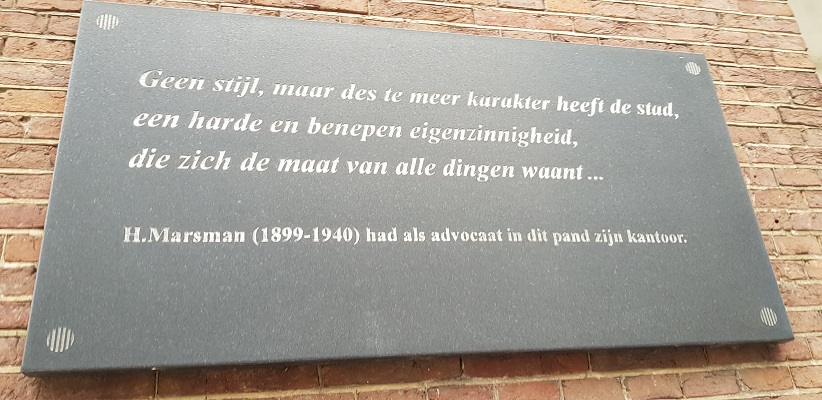 Geen stijl, maar des te meer karakter heeft de stad,
een harde en benepen eigenzinnigheid,
die zich de maat van alle dingen waant ...
H.Marsman (1899-1940) had als advocaat in dit pand zijn kantoor.